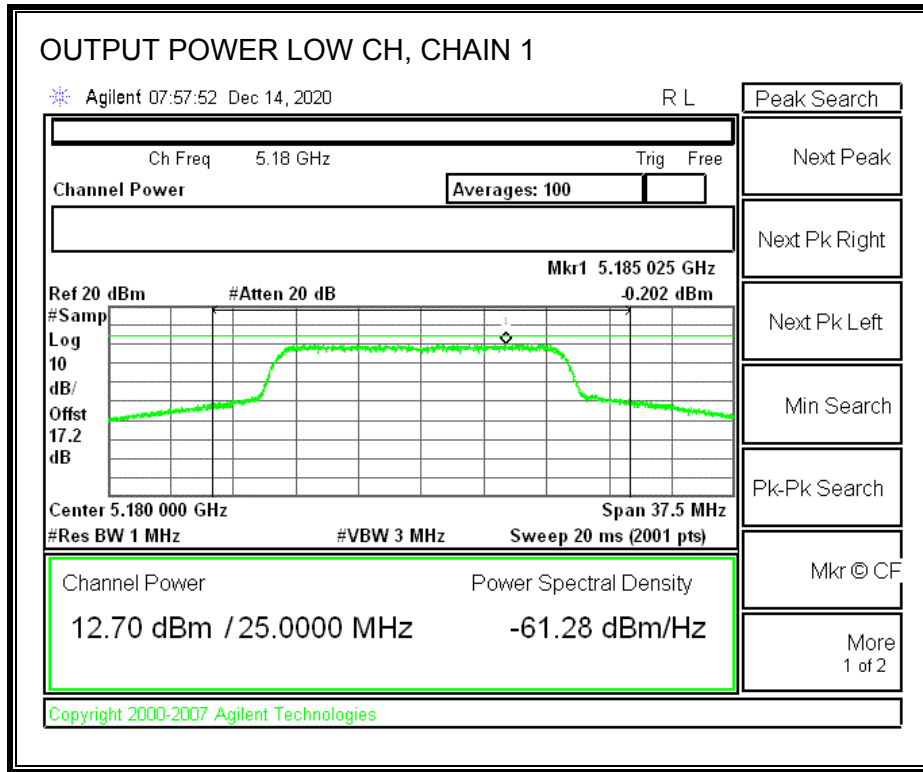 OUTPUT POWER LOW CH, CHAIN 1
Agilent 07:57:52 Dec 14, 2020 R L
Peak Search
Ch Freq 5.18 GHz Trig Free
Channel Power Averages: 100
Mkr1 5.185 025 GHz
Ref 20 dBm #Atten 20 dB -0.202 dBm
#Samp
Log
10
dB/
Offst
17.2
dB
1
Center 5.180 000 GHz Span 37.5 MHz
#Res BW 1 MHz #VBW 3 MHz Sweep 20 ms (2001 pts)
Channel Power Power Spectral Density
12.70 dBm / 25.0000 MHz -61.28 dBm/Hz
Copyright 2000-2007 Agilent Technologies
Next Peak
Next Pk Right
Next Pk Left
Min Search
Pk-Pk Search
Mkr © CF
More
1 of 2